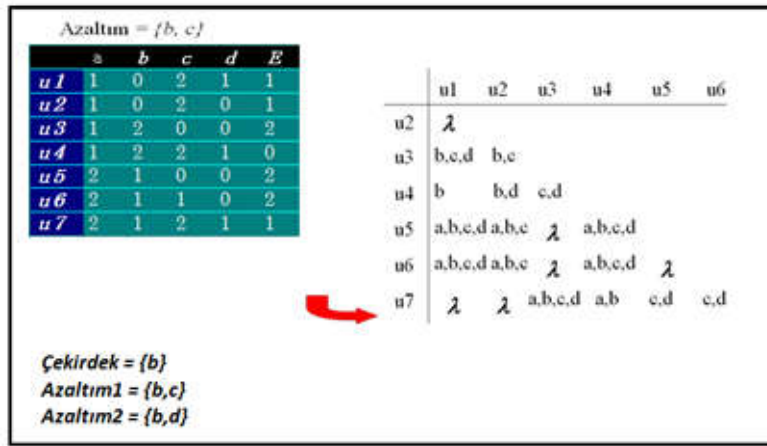 Azaltım = {b, c}
a b c d E
u1 1 0 2 1 1
u2 1 0 2 0 1
u3 1 2 0 0 2
u4 1 2 2 1 0
u5 2 1 0 0 2
u6 2 1 1 0 2
u7 2 1 2 1 1
u1 u2 u3 u4 u5 u6
u2 λ
u3 b,c,d b,c
u4 b b,d c,d
u5 a,b,c,d a,b,c λ a,b,c,d
u6 a,b,c,d a,b,c λ a,b,c,d λ
u7 λ λ a,b,c,d a,b c,d c,d
Çekirdek = {b}
Azaltım1 = {b,c}
Azaltım2 = {b,d}